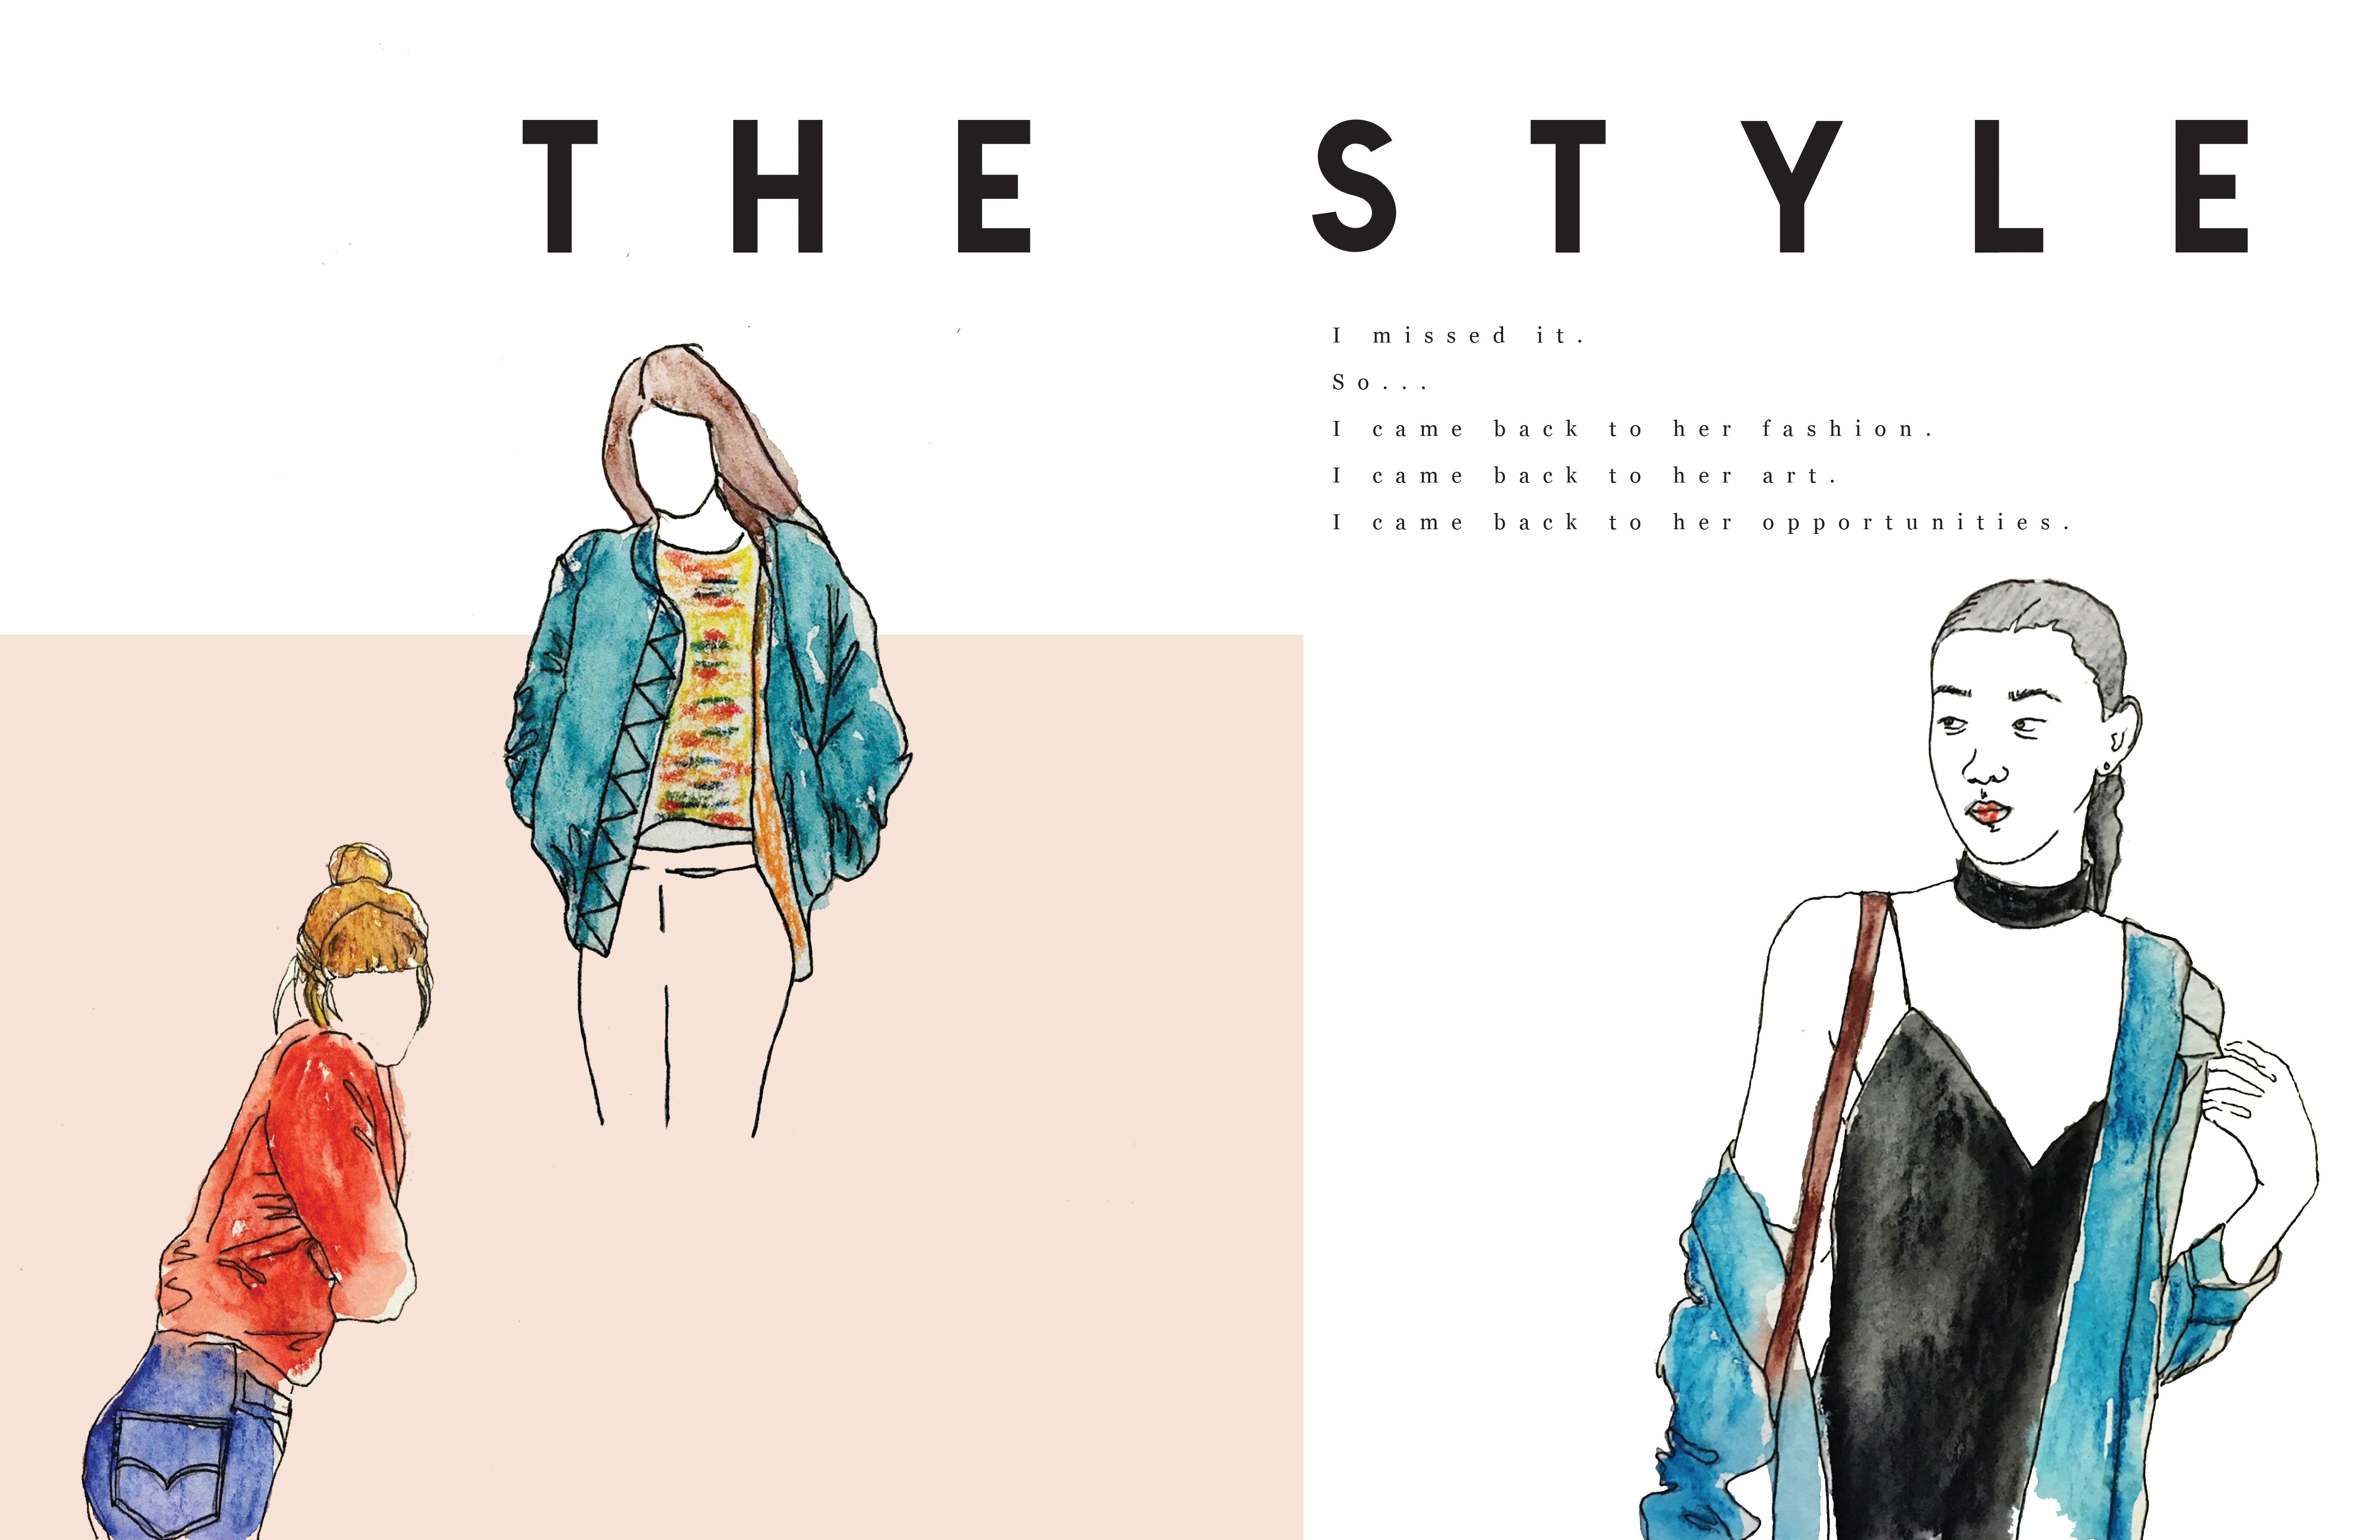 THE STYLE
I missed it.
So...
I came back to her fashion.
I came back to her art.
I came back to her opportunities.